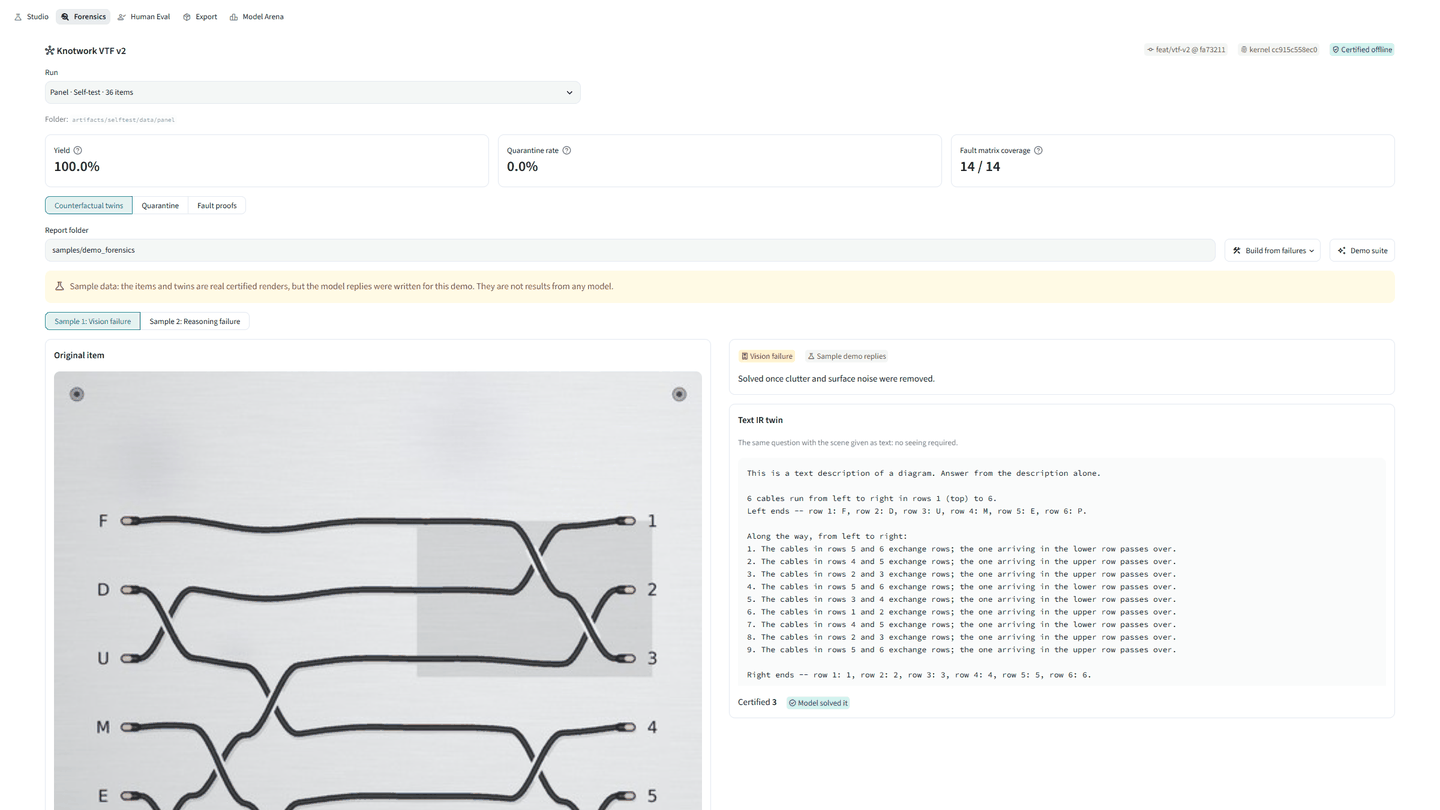 Studio
Forensics
Human Eval
Export
Model Arena
Knotwork VTF v2
feat/vtf-v2 @ fa73211
kernel cc915c558ec0
Certified offline
Run
Panel · Self-test · 36 items
Folder: artifacts/selftest/data/panel
Yield
100.0%
Quarantine rate
0.0%
Fault matrix coverage
14 / 14
Counterfactual twins
Quarantine
Fault proofs
Report folder
samples/demo_forensics
Build from failures
Demo suite
Sample data: the items and twins are real certified renders, but the model replies were written for this demo. They are not results from any model.
Sample 1: Vision failure
Sample 2: Reasoning failure
Original item
F
1
D
2
U
3
M
4
E
5
Vision failure
Sample demo replies
Solved once clutter and surface noise were removed.
Text IR twin
The same question with the scene given as text: no seeing required.
This is a text description of a diagram. Answer from the description alone.
6 cables run from left to right in rows 1 (top) to 6.
Left ends -- row 1: F, row 2: D, row 3: U, row 4: M, row 5: E, row 6: P.
Along the way, from left to right:
1. The cables in rows 5 and 6 exchange rows; the one arriving in the lower row passes over.
2. The cables in rows 4 and 5 exchange rows; the one arriving in the upper row passes over.
3. The cables in rows 2 and 3 exchange rows; the one arriving in the upper row passes over.
4. The cables in rows 5 and 6 exchange rows; the one arriving in the upper row passes over.
5. The cables in rows 3 and 4 exchange rows; the one arriving in the lower row passes over.
6. The cables in rows 1 and 2 exchange rows; the one arriving in the upper row passes over.
7. The cables in rows 4 and 5 exchange rows; the one arriving in the upper row passes over.
8. The cables in rows 2 and 3 exchange rows; the one arriving in the upper row passes over.
9. The cables in rows 5 and 6 exchange rows; the one arriving in the upper row passes over.
Right ends -- row 1: 1, row 2: 2, row 3: 3, row 4: 4, row 5: 5, row 6: 6.
Certified 3
Model solved it